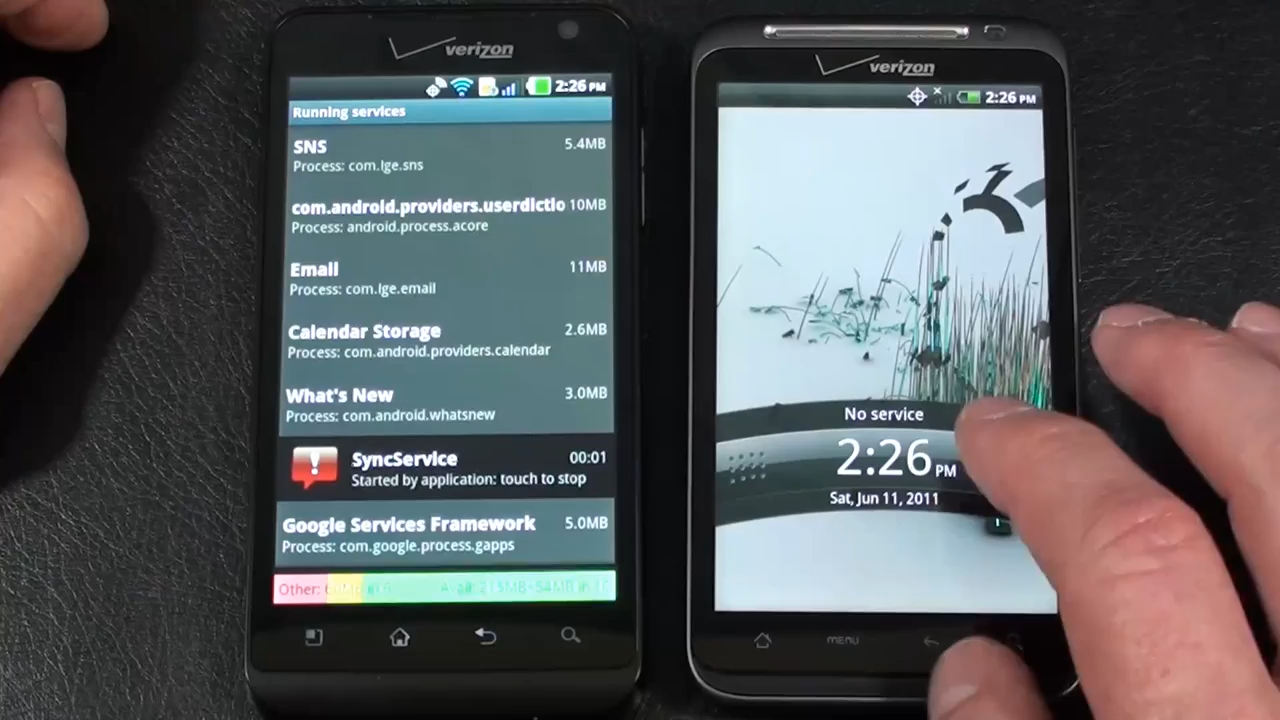 verizon
2:26 PM
Running services
SNS
5.4MB
Process: com.lge.sns
com.android.providers.userdictio
10MB
Process: android.process.acore
Email
11MB
Process: com.lge.email
Calendar Storage
2.6MB
Process: com.android.providers.calendar
What's New
3.0MB
Process: com.android.whatsnew
SyncService
00:01
Started by application: touch to stop
Google Services Framework
5.0MB
Process: com.google.process.gapps
Other:
verizon
2:26 PM
No service
2:26 PM
Sat, Jun 11, 2011
MENU